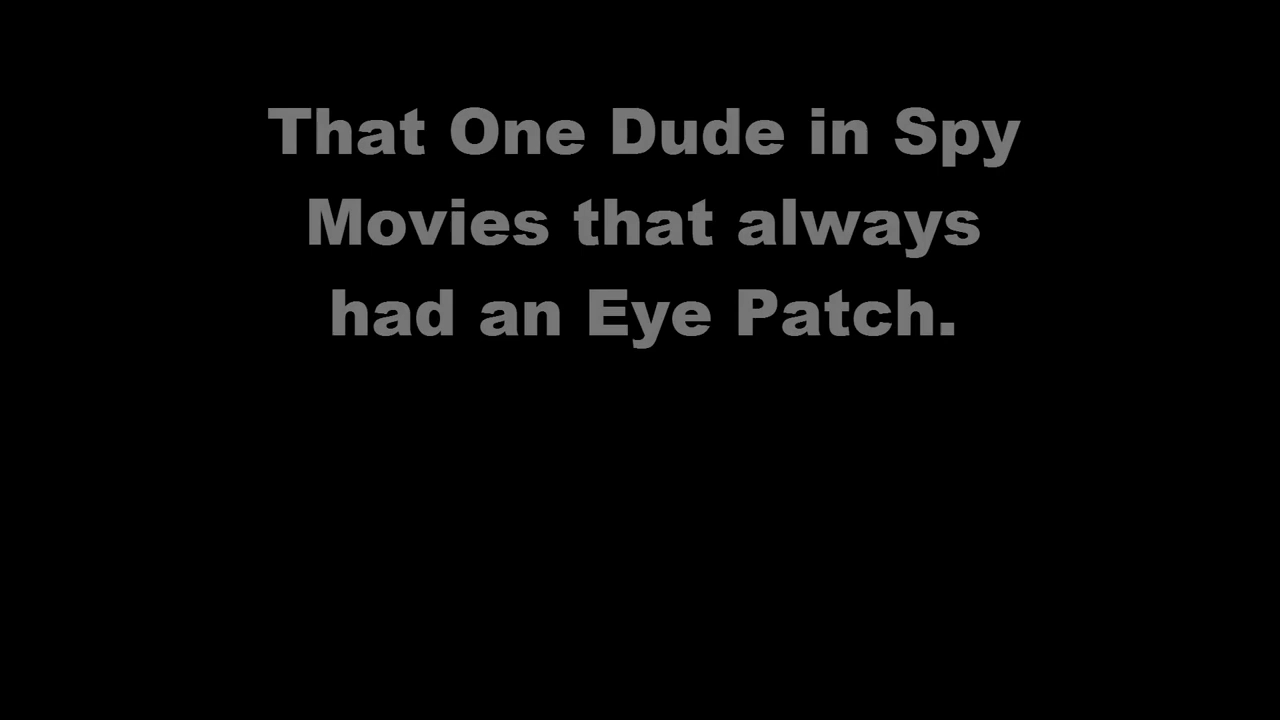 That One Dude in Spy
Movies that always
had an Eye Patch.